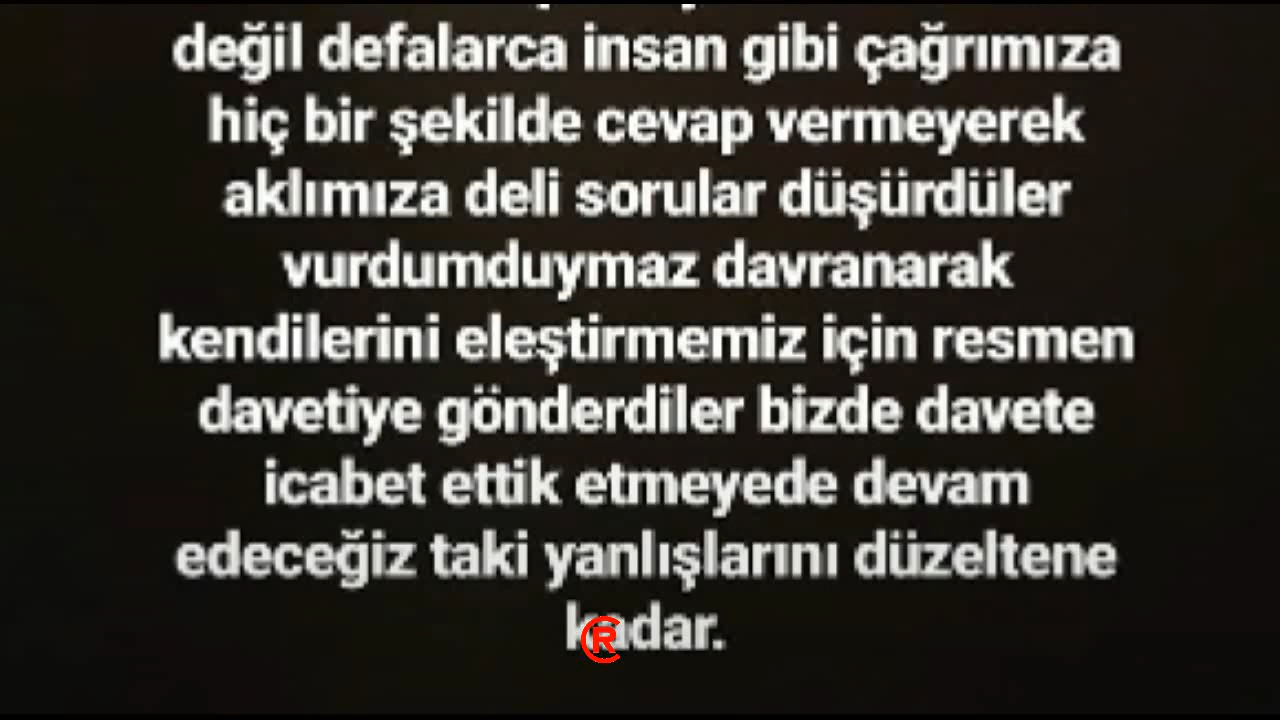 değil defalarca insan gibi çağrımıza
hiç bir şekilde cevap vermeyerek
aklımıza deli sorular düşürdüler
vurdumduymaz davranarak
kendilerini eleştirmemiz için resmen
davetiye gönderdiler bizde davete
icabet ettik etmeyede devam
edeceğiz taki yanlışlarını düzeltene
kadar.
R